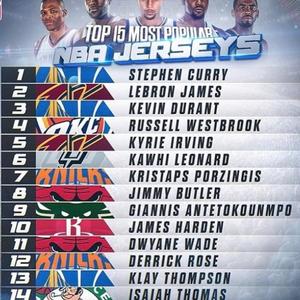 TOP 15 MOST POPULAR
NBA JERSEYS
1 STEPHEN CURRY
2 LEBRON JAMES
3 KEVIN DURANT
4 RUSSELL WESTBROOK
5 KYRIE IRVING
6 KAWHI LEONARD
7 KRISTAPS PORZINGIS
8 JIMMY BUTLER
9 GIANNIS ANTETOKOUNMPO
10 JAMES HARDEN
11 DWYANE WADE
12 DERRICK ROSE
13 KLAY THOMPSON
14 ISAIAH THOMAS